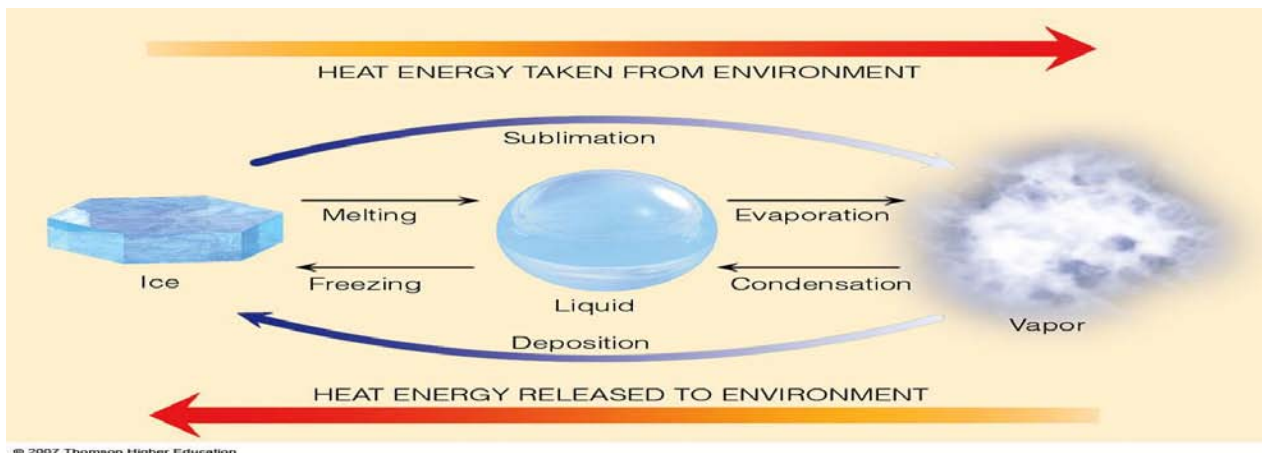 HEAT ENERGY TAKEN FROM ENVIRONMENT
Sublimation
Melting
Evaporation
Ice
Freezing
Liquid
Condensation
Vapor
Deposition
HEAT ENERGY RELEASED TO ENVIRONMENT
© 2007 Thomson Higher Education